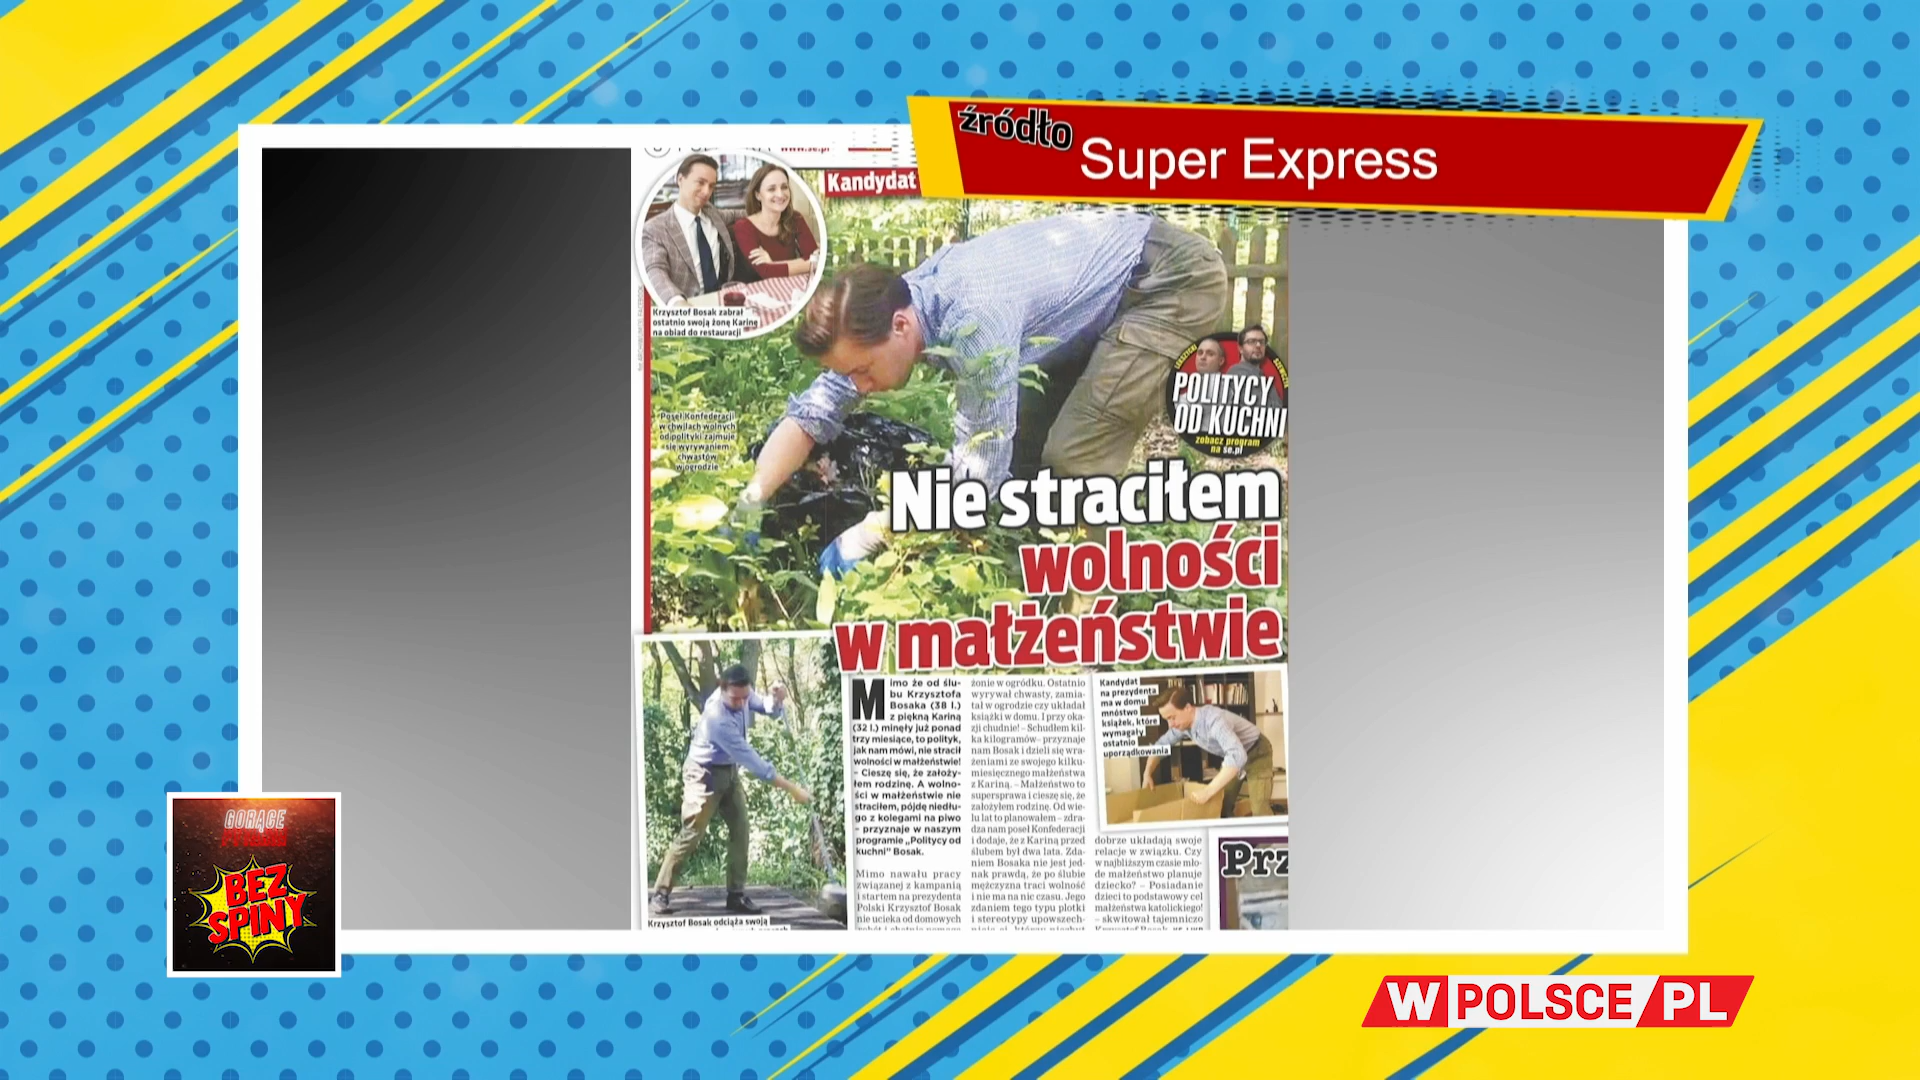 źródło
Super Express
www.se.pl
Kandydat
Krzysztof Bosak zabrał
ostatnio swoją żonę Karinę
na obiad do restauracji
Poseł Konfederacji
w chwilach wolnych
od polityki zajmuje
się wyrywaniem
chwastów
w ogrodzie
POLITYCY
OD KUCHNI
zobacz program
na se.pl
Nie straciłem
wolności
w małżeństwie
Mimo że od ślu-
bu Krzysztofa
Bosaka (38 l.)
z piękną Kariną
(32 l.) minęły już ponad
trzy miesiące, to polityk,
jak nam mówi, nie stracił
wolności w małżeństwie!
– Cieszę się, że założy-
łem rodzinę. A wolno-
ści w małżeństwie nie
straciłem, pójdę niedłu-
go z kolegami na piwo
– przyznaje w naszym
programie „Politycy od
kuchni” Bosak.
Mimo nawału pracy
związanej z kampanią
i startem na prezydenta
Polski Krzysztof Bosak
nie ucieka od domowych
żonie w ogródku. Ostatnio
wyrywał chwasty, zamia-
tał w ogrodzie czy układał
książki w domu. I przy oka-
zji chudnie! – Schudłem kil-
ka kilogramów– przyznaje
nam Bosak i dzieli się wra-
żeniami ze swojego kilku-
miesięcznego małżeństwa
z Kariną. – Małżeństwo to
supersprawa i cieszę się, że
założyłem rodzinę. Od wie-
lu lat to planowałem – zdra-
dza nam poseł Konfederacji
i dodaje, że z Kariną przed
ślubem był dwa lata. Zda-
niem Bosaka nie jest jed-
nak prawdą, że po ślubie
mężczyzna traci wolność
i nie ma na nic czasu. Jego
zdaniem tego typu plotki
i stereotypy upowszech-
Kandydat
na prezydenta
ma w domu
mnóstwo
książek, które
wymagały
ostatnio
uporządkowania
dobrze układają swoje
relacje w związku. Czy
w najbliższym czasie mło-
de małżeństwo planuje
dziecko? – Posiadanie
dzieci to podstawowy cel
małżeństwa katolickiego!
– skwitował tajemniczo
Krzysztof Bosak.
Prz
Krzysztof Bosak odciąża swoją
GORĄCE
PYTANIA
BEZ
SPINY
W POLSCE PL